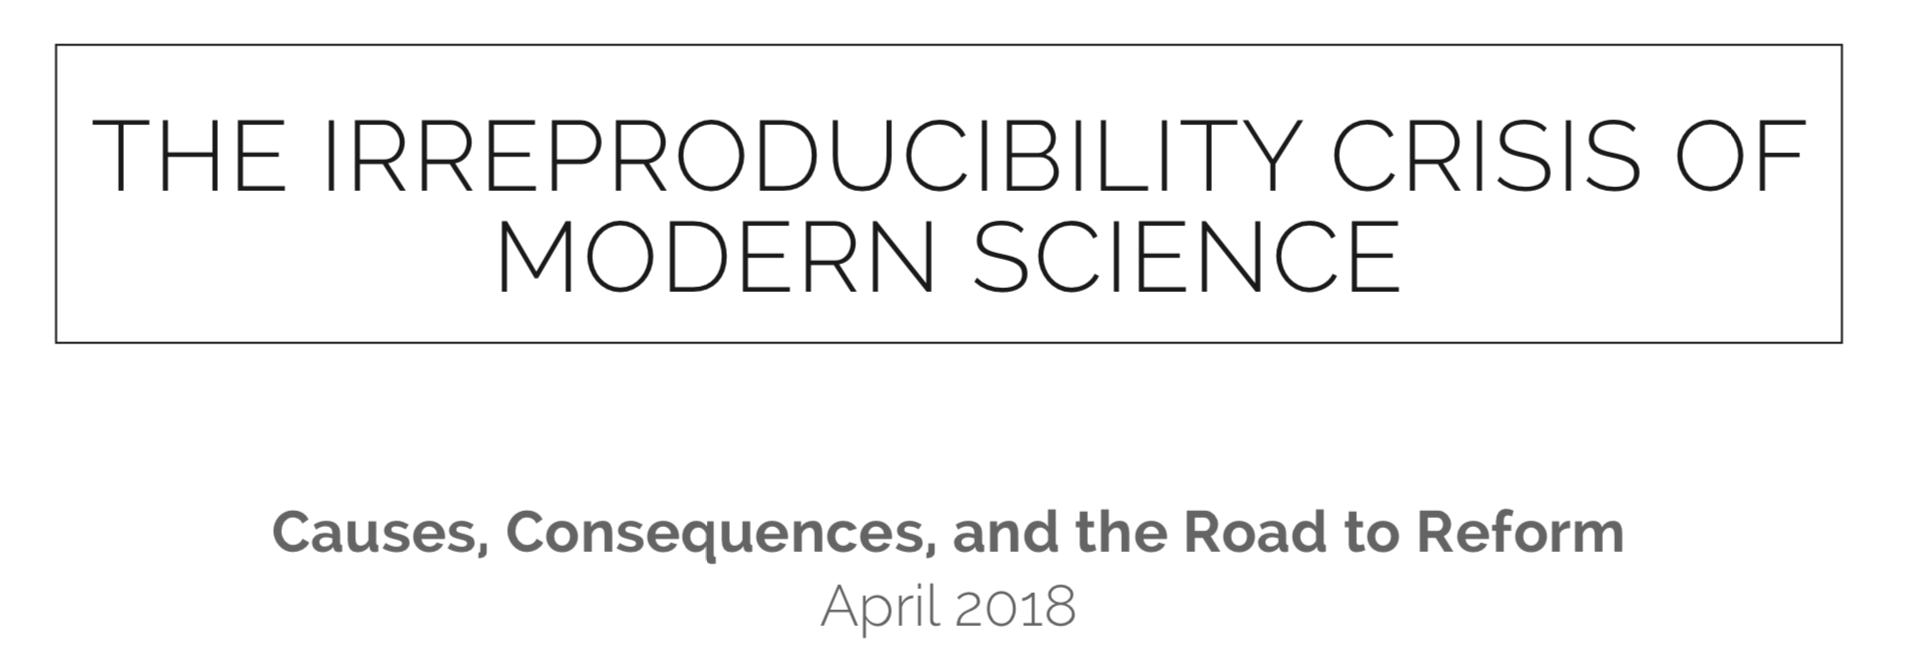 THE IRREPRODUCIBILITY CRISIS OF
MODERN SCIENCE
Causes, Consequences, and the Road to Reform
April 2018